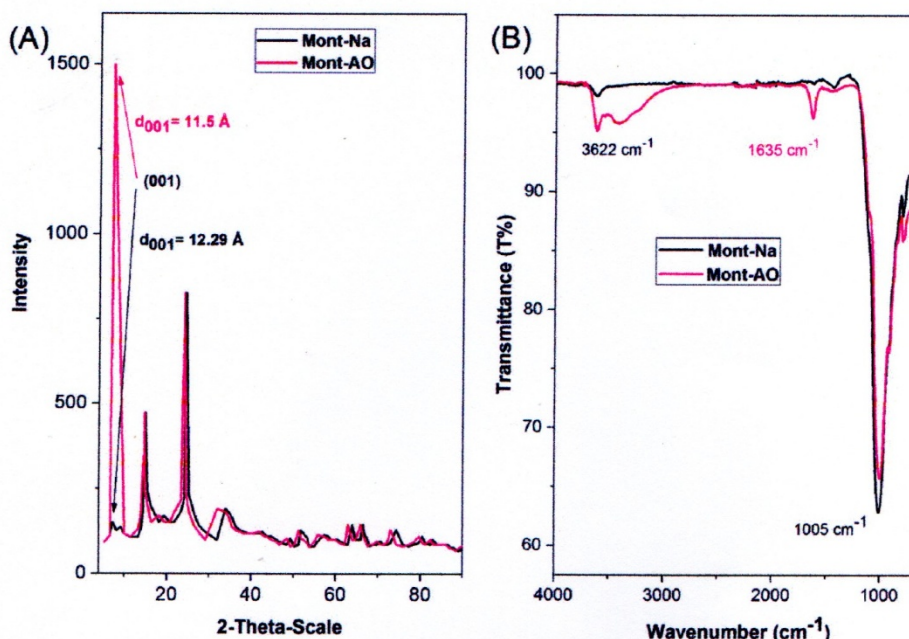 (A)
Mont-Na
Mont-AO
1500
1000
500
0
Intensity
d001= 11.5 Å
(001)
d001= 12.29 Å
20
40
60
80
2-Theta-Scale
(B)
100
90
80
70
60
Transmittance (T%)
3622 cm-1
1635 cm-1
Mont-Na
Mont-AO
1005 cm-1
4000
3000
2000
1000
Wavenumber (cm-1)